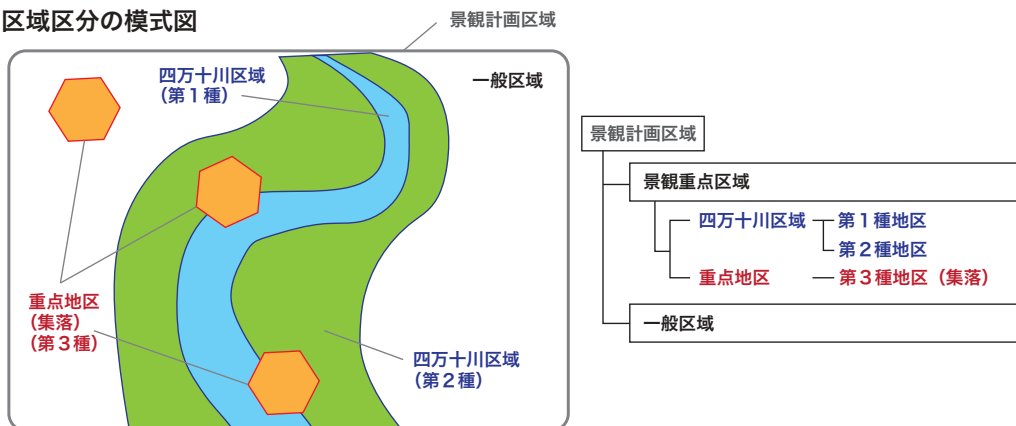 区域区分の模式図
景観計画区域
四万十川区域
（第１種）
一般区域
重点地区
（集落）
（第３種）
四万十川区域
（第２種）
景観計画区域
景観重点区域
四万十川区域
第１種地区
第２種地区
重点地区
第３種地区（集落）
一般区域